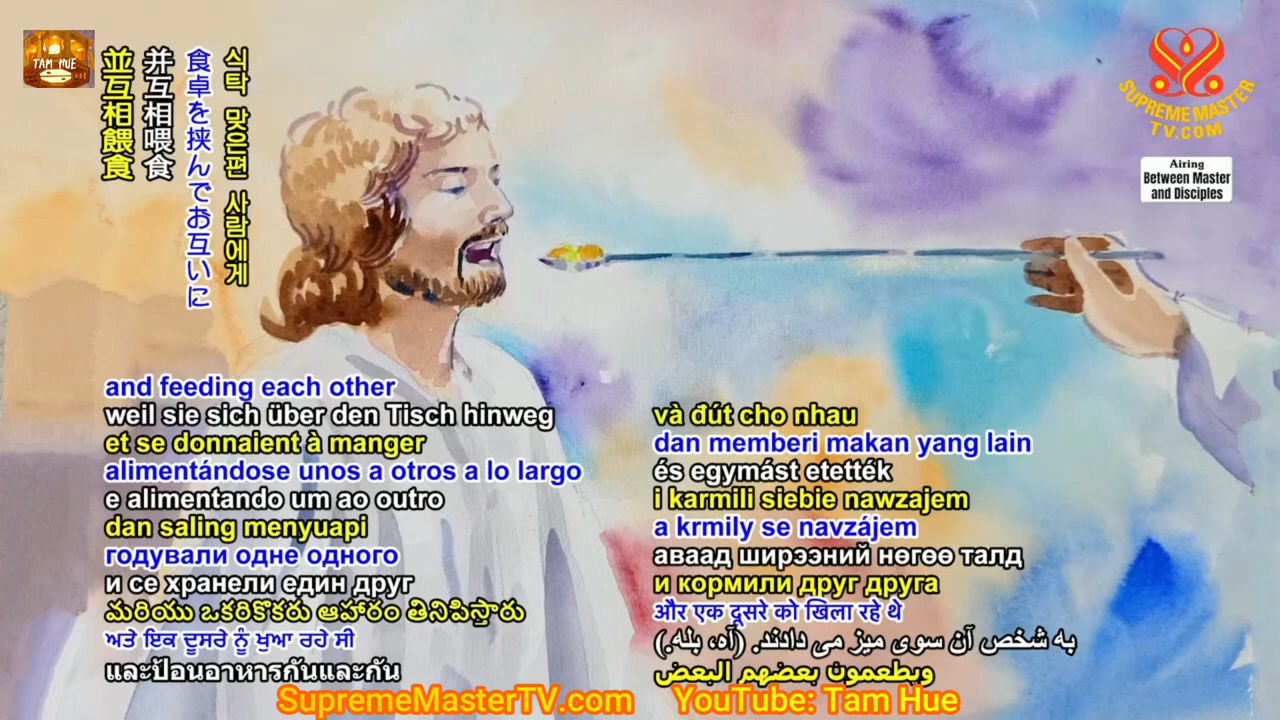 TAM HUE
並互相餵食
并互相喂食
食卓を挟んでお互いに
식탁 맞은편 사람에게
SUPREME MASTER
TV.COM
Airing
Between Master
and Disciples
and feeding each other
weil sie sich über den Tisch hinweg
et se donnaient à manger
alimentándose unos a otros a lo largo
e alimentando um ao outro
dan saling menyuapi
годували одне одного
и се хранели един друг
మరియు ఒకరికొకరు ఆహారం తినిపిస్తారు
ਅਤੇ ਇਕ ਦੂਸਰੇ ਨੂੰ ਖੁਆ ਰਹੇ ਸੀ
และป้อนอาหารกันและกัน
và đút cho nhau
dan memberi makan yang lain
és egymást etették
i karmili siebie nawzajem
a krmily se navzájem
аваад ширээний нөгөө талд
и кормили друг друга
और एक दूसरे को खिला रहे थे
به شخص آن سوی میز می دادند. (آه، بله.)
ويطعمون بعضهم البعض
SupremeMasterTV.com YouTube: Tam Hue